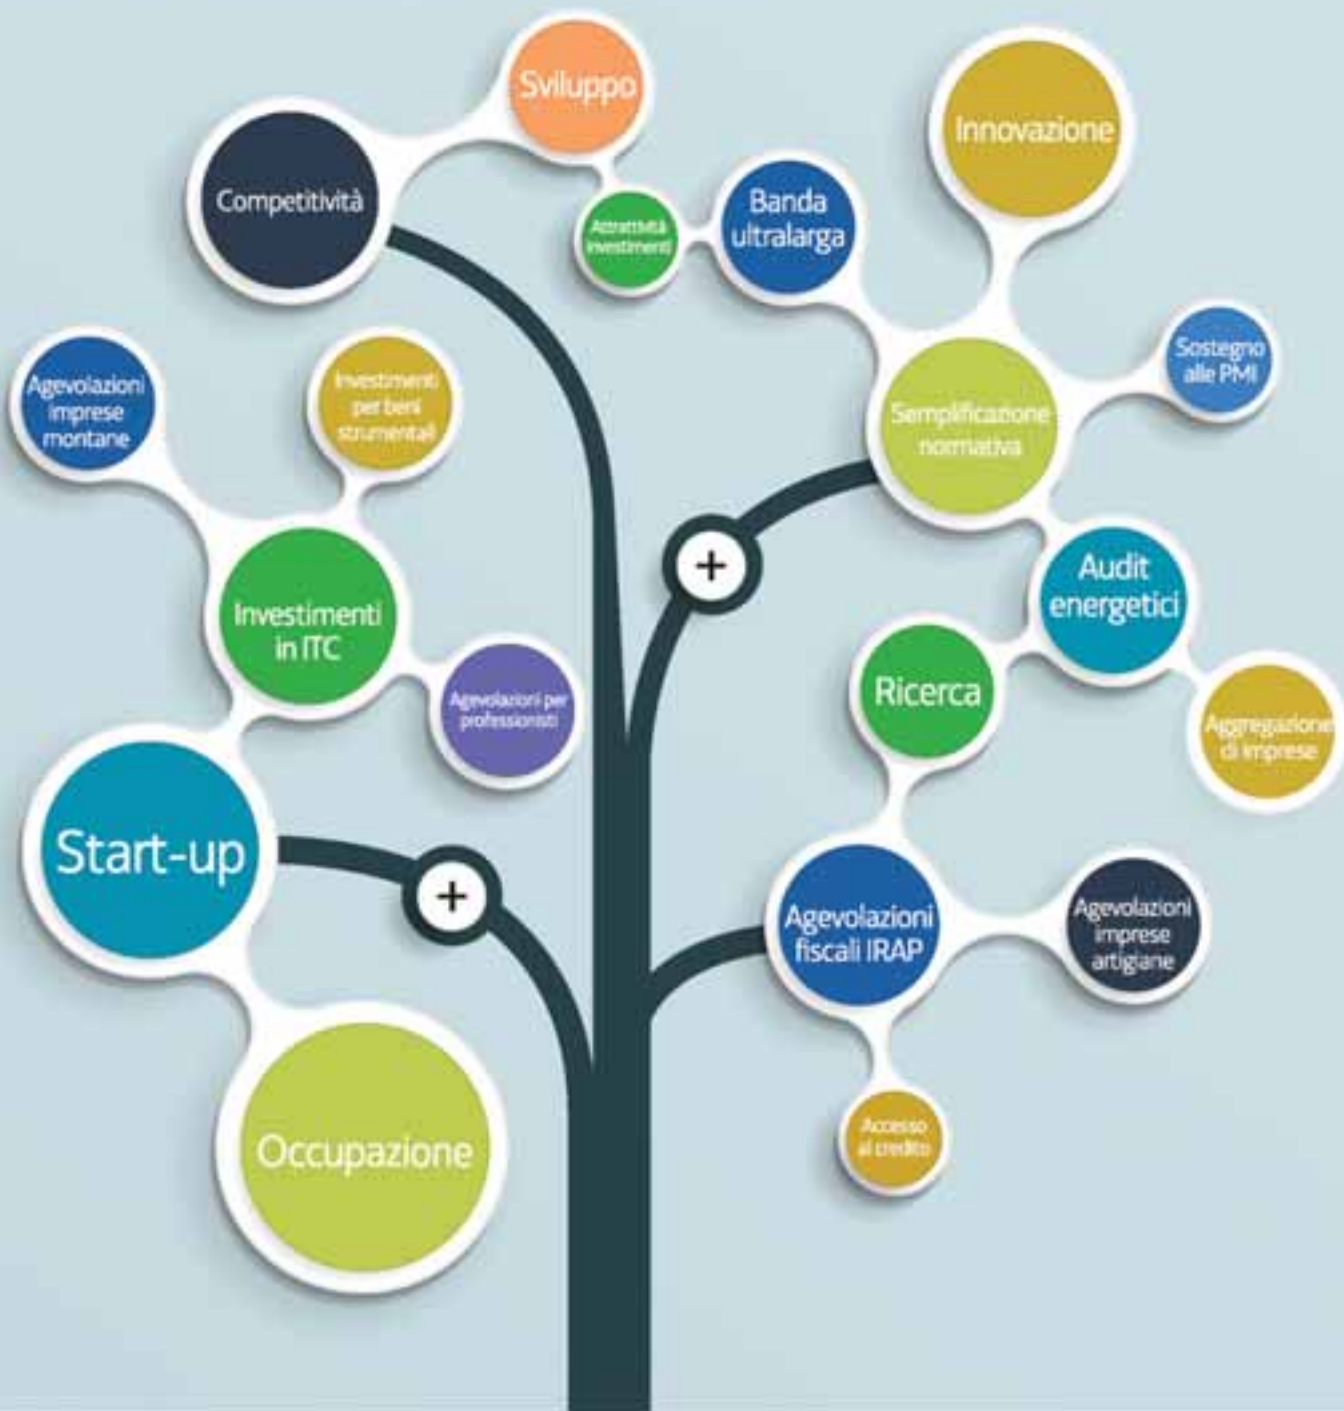 Sviluppo
Innovazione
Competitività
Attrattività
investimenti
Banda
ultralarga
Sostegno
alle PMI
Agevolazioni
imprese
montane
Investimenti
per beni
strumentali
Semplificazione
normativa
+
Audit
energetici
Investimenti
in ITC
Agevolazioni per
professionisti
Ricerca
Aggregazione
di imprese
Start-up
+
Agevolazioni
fiscali IRAP
Agevolazioni
imprese
artigiane
Occupazione
Accesso
al credito